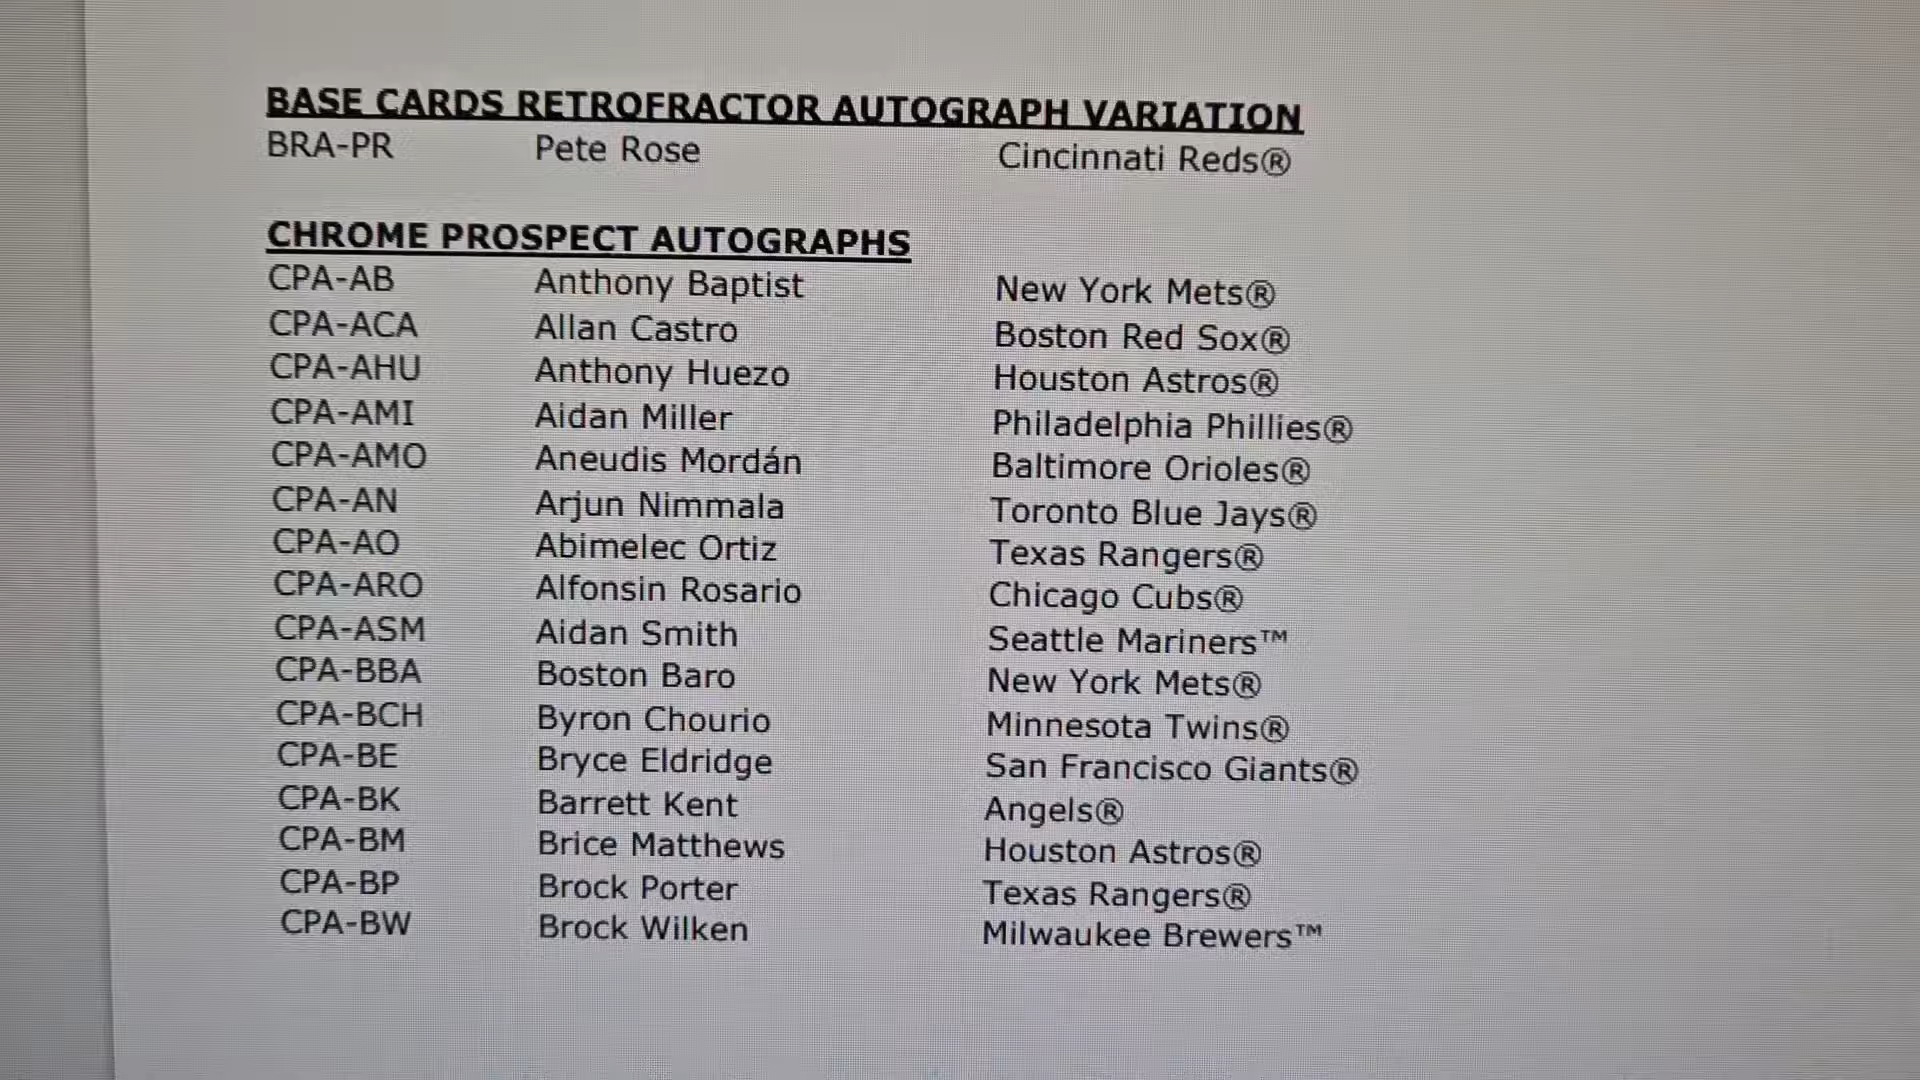 BASE CARDS RETROFRACTOR AUTOGRAPH VARIATION
BRA-PR Pete Rose Cincinnati Reds®
CHROME PROSPECT AUTOGRAPHS
CPA-AB Anthony Baptist New York Mets®
CPA-ACA Allan Castro Boston Red Sox®
CPA-AHU Anthony Huezo Houston Astros®
CPA-AMI Aidan Miller Philadelphia Phillies®
CPA-AMO Aneudis Mordán Baltimore Orioles®
CPA-AN Arjun Nimmala Toronto Blue Jays®
CPA-AO Abimelec Ortiz Texas Rangers®
CPA-ARO Alfonsin Rosario Chicago Cubs®
CPA-ASM Aidan Smith Seattle Mariners™
CPA-BBA Boston Baro New York Mets®
CPA-BCH Byron Chourio Minnesota Twins®
CPA-BE Bryce Eldridge San Francisco Giants®
CPA-BK Barrett Kent Angels®
CPA-BM Brice Matthews Houston Astros®
CPA-BP Brock Porter Texas Rangers®
CPA-BW Brock Wilken Milwaukee Brewers™